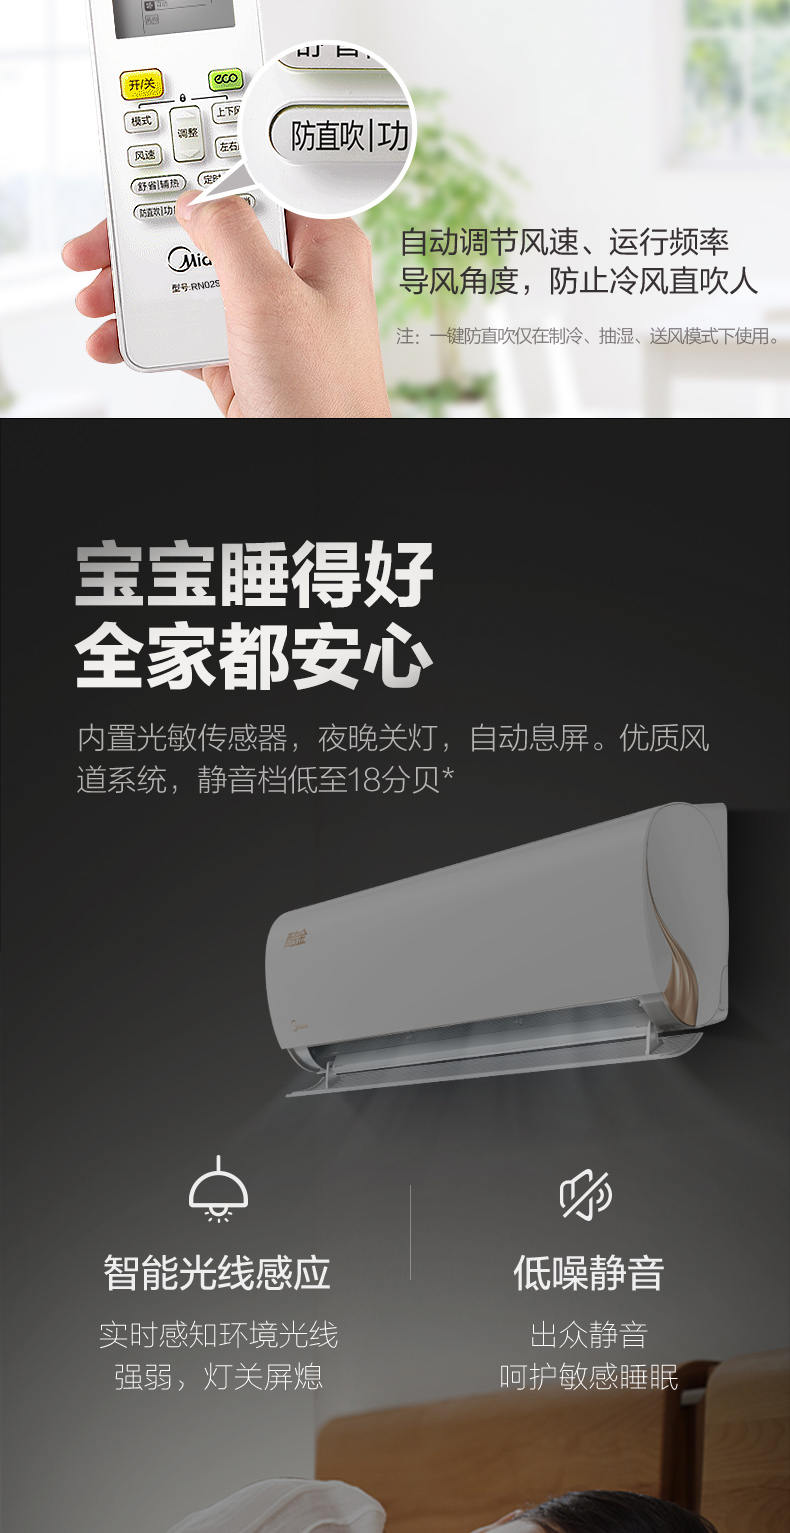 开/关
eco
模式
调整
上下风
风速
左右
舒省|辅热
定时
防直吹|功
静音
防直吹|功
Midea
型号:RN02S
自动调节风速、运行频率
导风角度，防止冷风直吹人
注：一键防直吹仅在制冷、抽湿、送风模式下使用。
宝宝睡得好
全家都安心
内置光敏传感器，夜晚关灯，自动息屏。优质风
道系统，静音档低至18分贝*
酷金
Midea
智能光线感应
低噪静音
实时感知环境光线
强弱，灯关屏熄
出众静音
呵护敏感睡眠